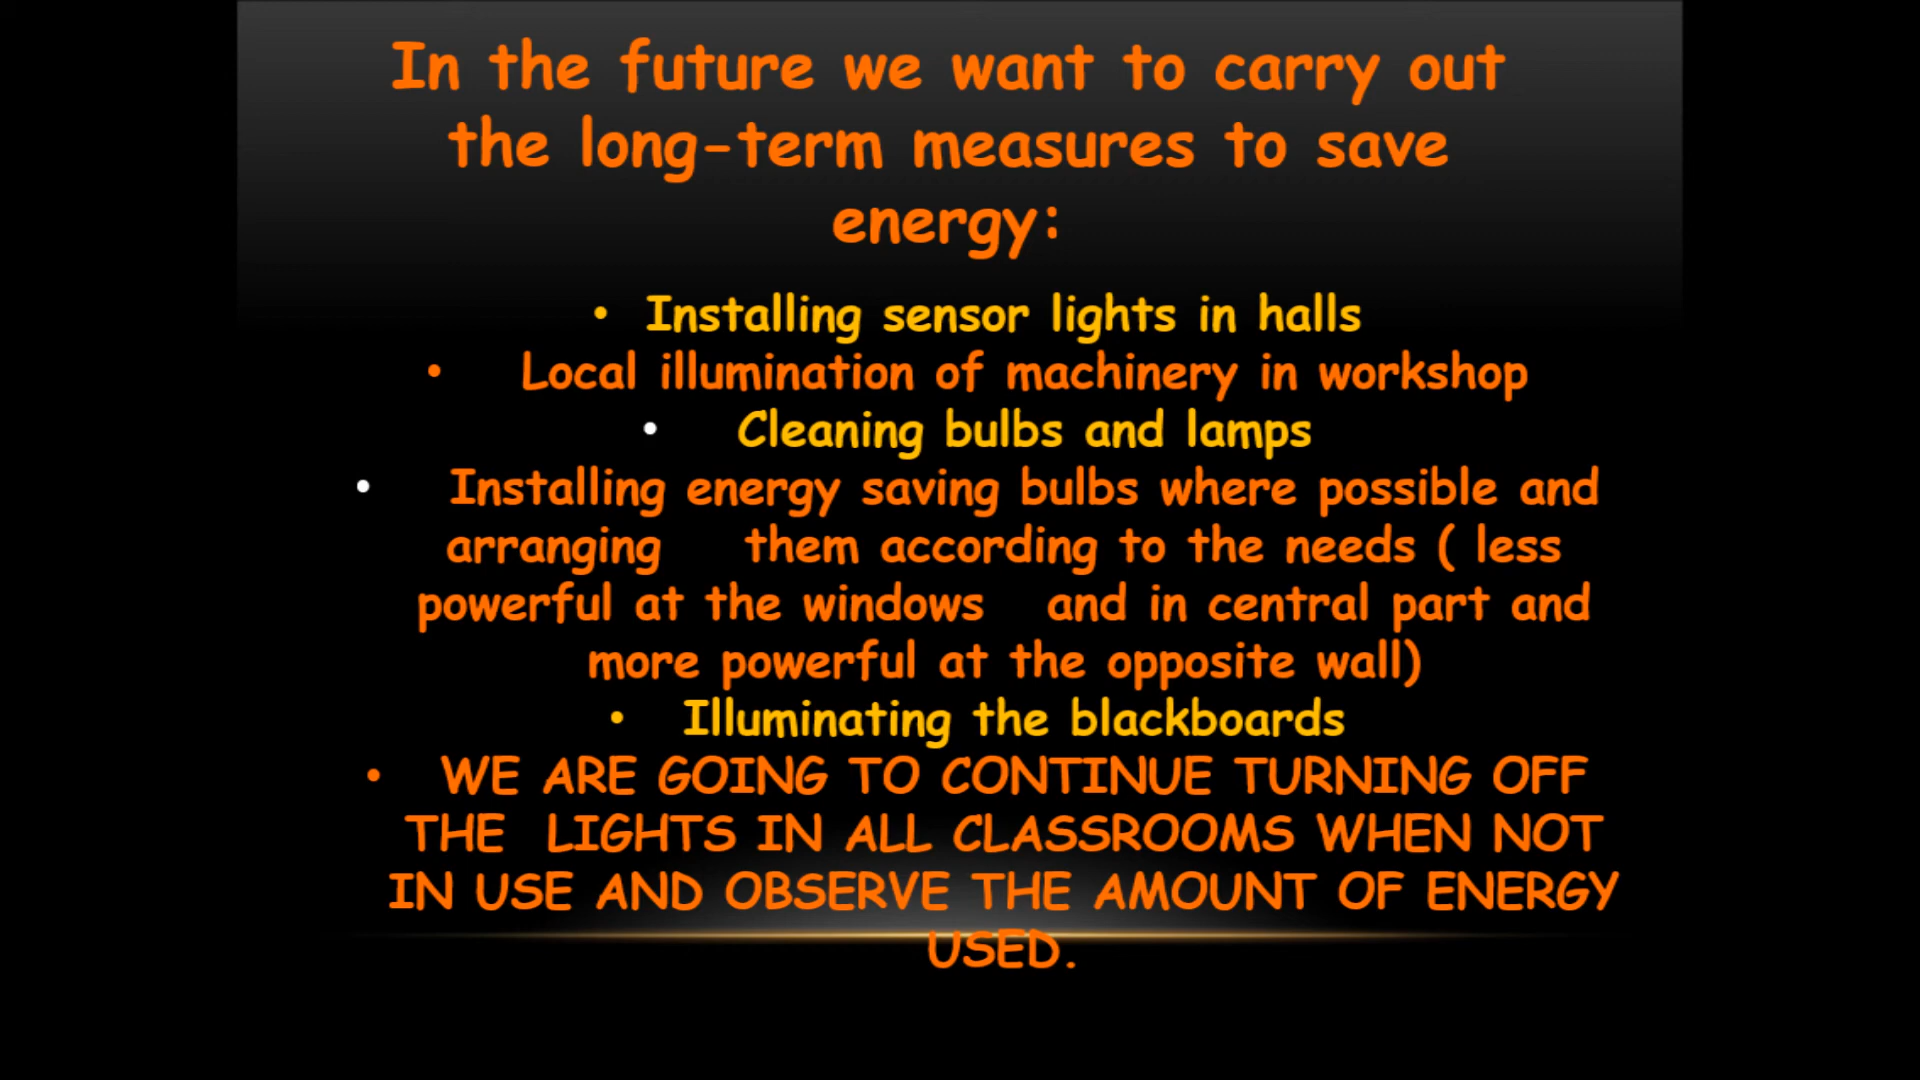 In the future we want to carry out
the long-term measures to save
energy:
• Installing sensor lights in halls
• Local illumination of machinery in workshop
• Cleaning bulbs and lamps
• Installing energy saving bulbs where possible and
arranging them according to the needs ( less
powerful at the windows and in central part and
more powerful at the opposite wall)
• Illuminating the blackboards
• WE ARE GOING TO CONTINUE TURNING OFF
THE LIGHTS IN ALL CLASSROOMS WHEN NOT
IN USE AND OBSERVE THE AMOUNT OF ENERGY
USED.